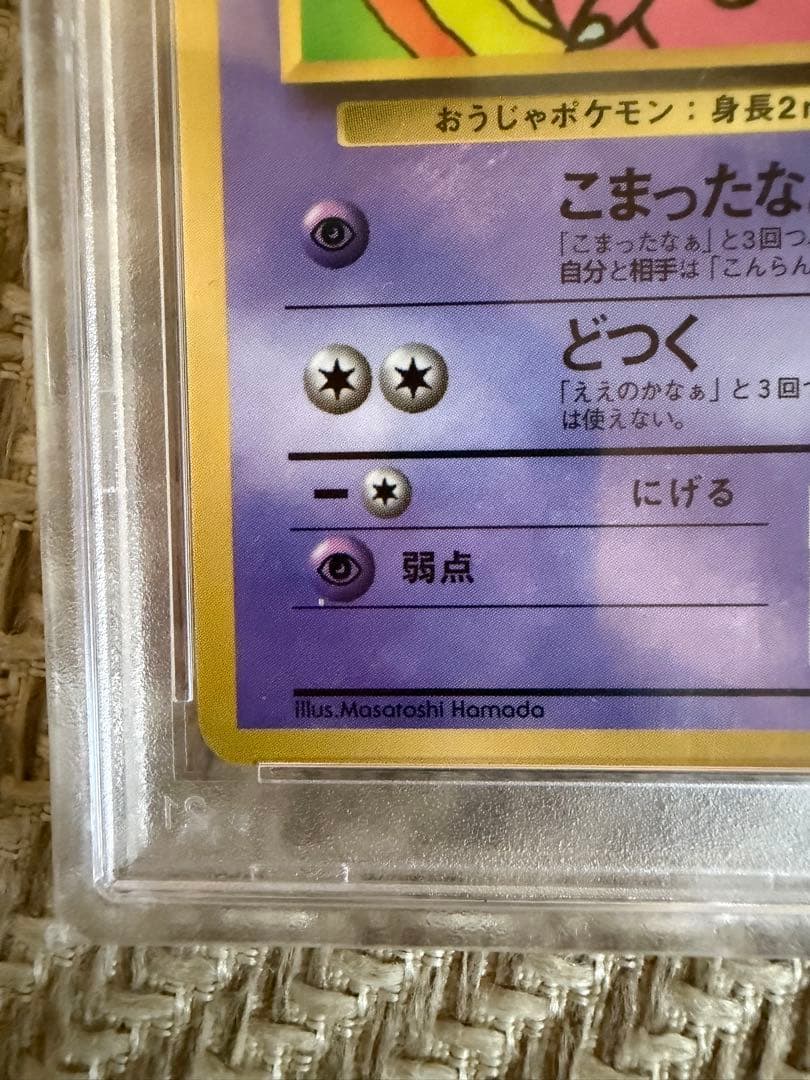 おうじゃポケモン：身長2m
こまったなぁ
「こまったなぁ」と3回つ
自分と相手は「こんらん
どつく
「ええのかなぁ」と3回つ
は使えない。
にげる
弱点
illus.Masatoshi Hamada